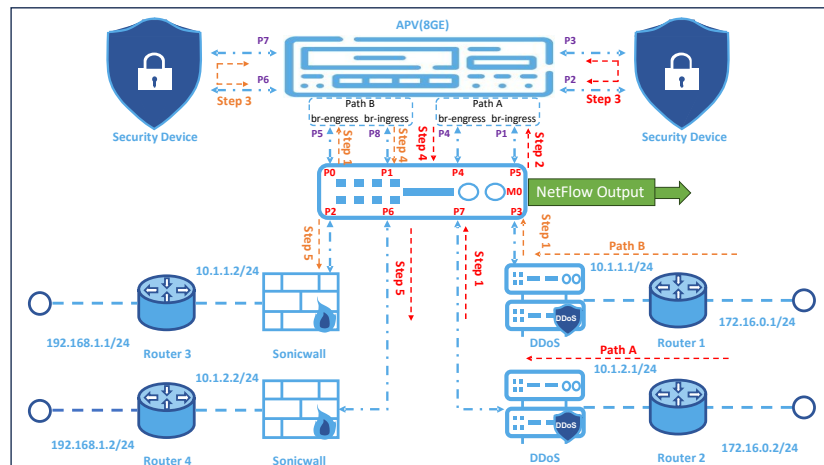 APV(8GE)
P7
P3
P6
P2
Step 3
Step 3
Security Device
Security Device
Path B
Path A
br-engress br-ingress
br-engress br-ingress
P5
P8
P4
P1
Step 1
Step 4
Step 4
Step 2
P0
P1
P4
P5
M0
NetFlow Output
P2
P6
P7
P3
Step 5
Step 5
Step 1
Step 1
Path B
10.1.1.2/24
10.1.1.1/24
DDoS
192.168.1.1/24
Router 3
Sonicwall
DDoS
Router 1
172.16.0.1/24
Path A
10.1.2.2/24
10.1.2.1/24
DDoS
192.168.1.2/24
Router 4
Sonicwall
DDoS
Router 2
172.16.0.2/24